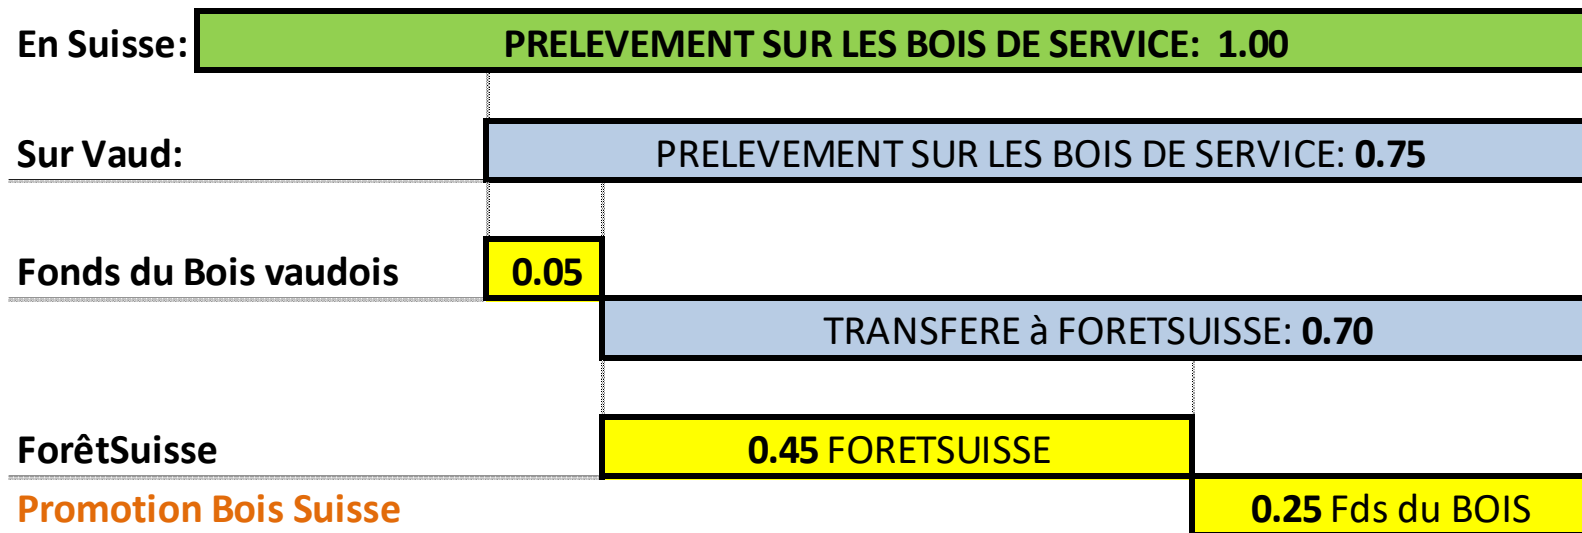 En Suisse: PRELEVEMENT SUR LES BOIS DE SERVICE: 1.00
Sur Vaud: PRELEVEMENT SUR LES BOIS DE SERVICE: 0.75
Fonds du Bois vaudois 0.05
TRANSFERE à FORETSUISSE: 0.70
ForêtSuisse 0.45 FORETSUISSE
Promotion Bois Suisse 0.25 Fds du BOIS